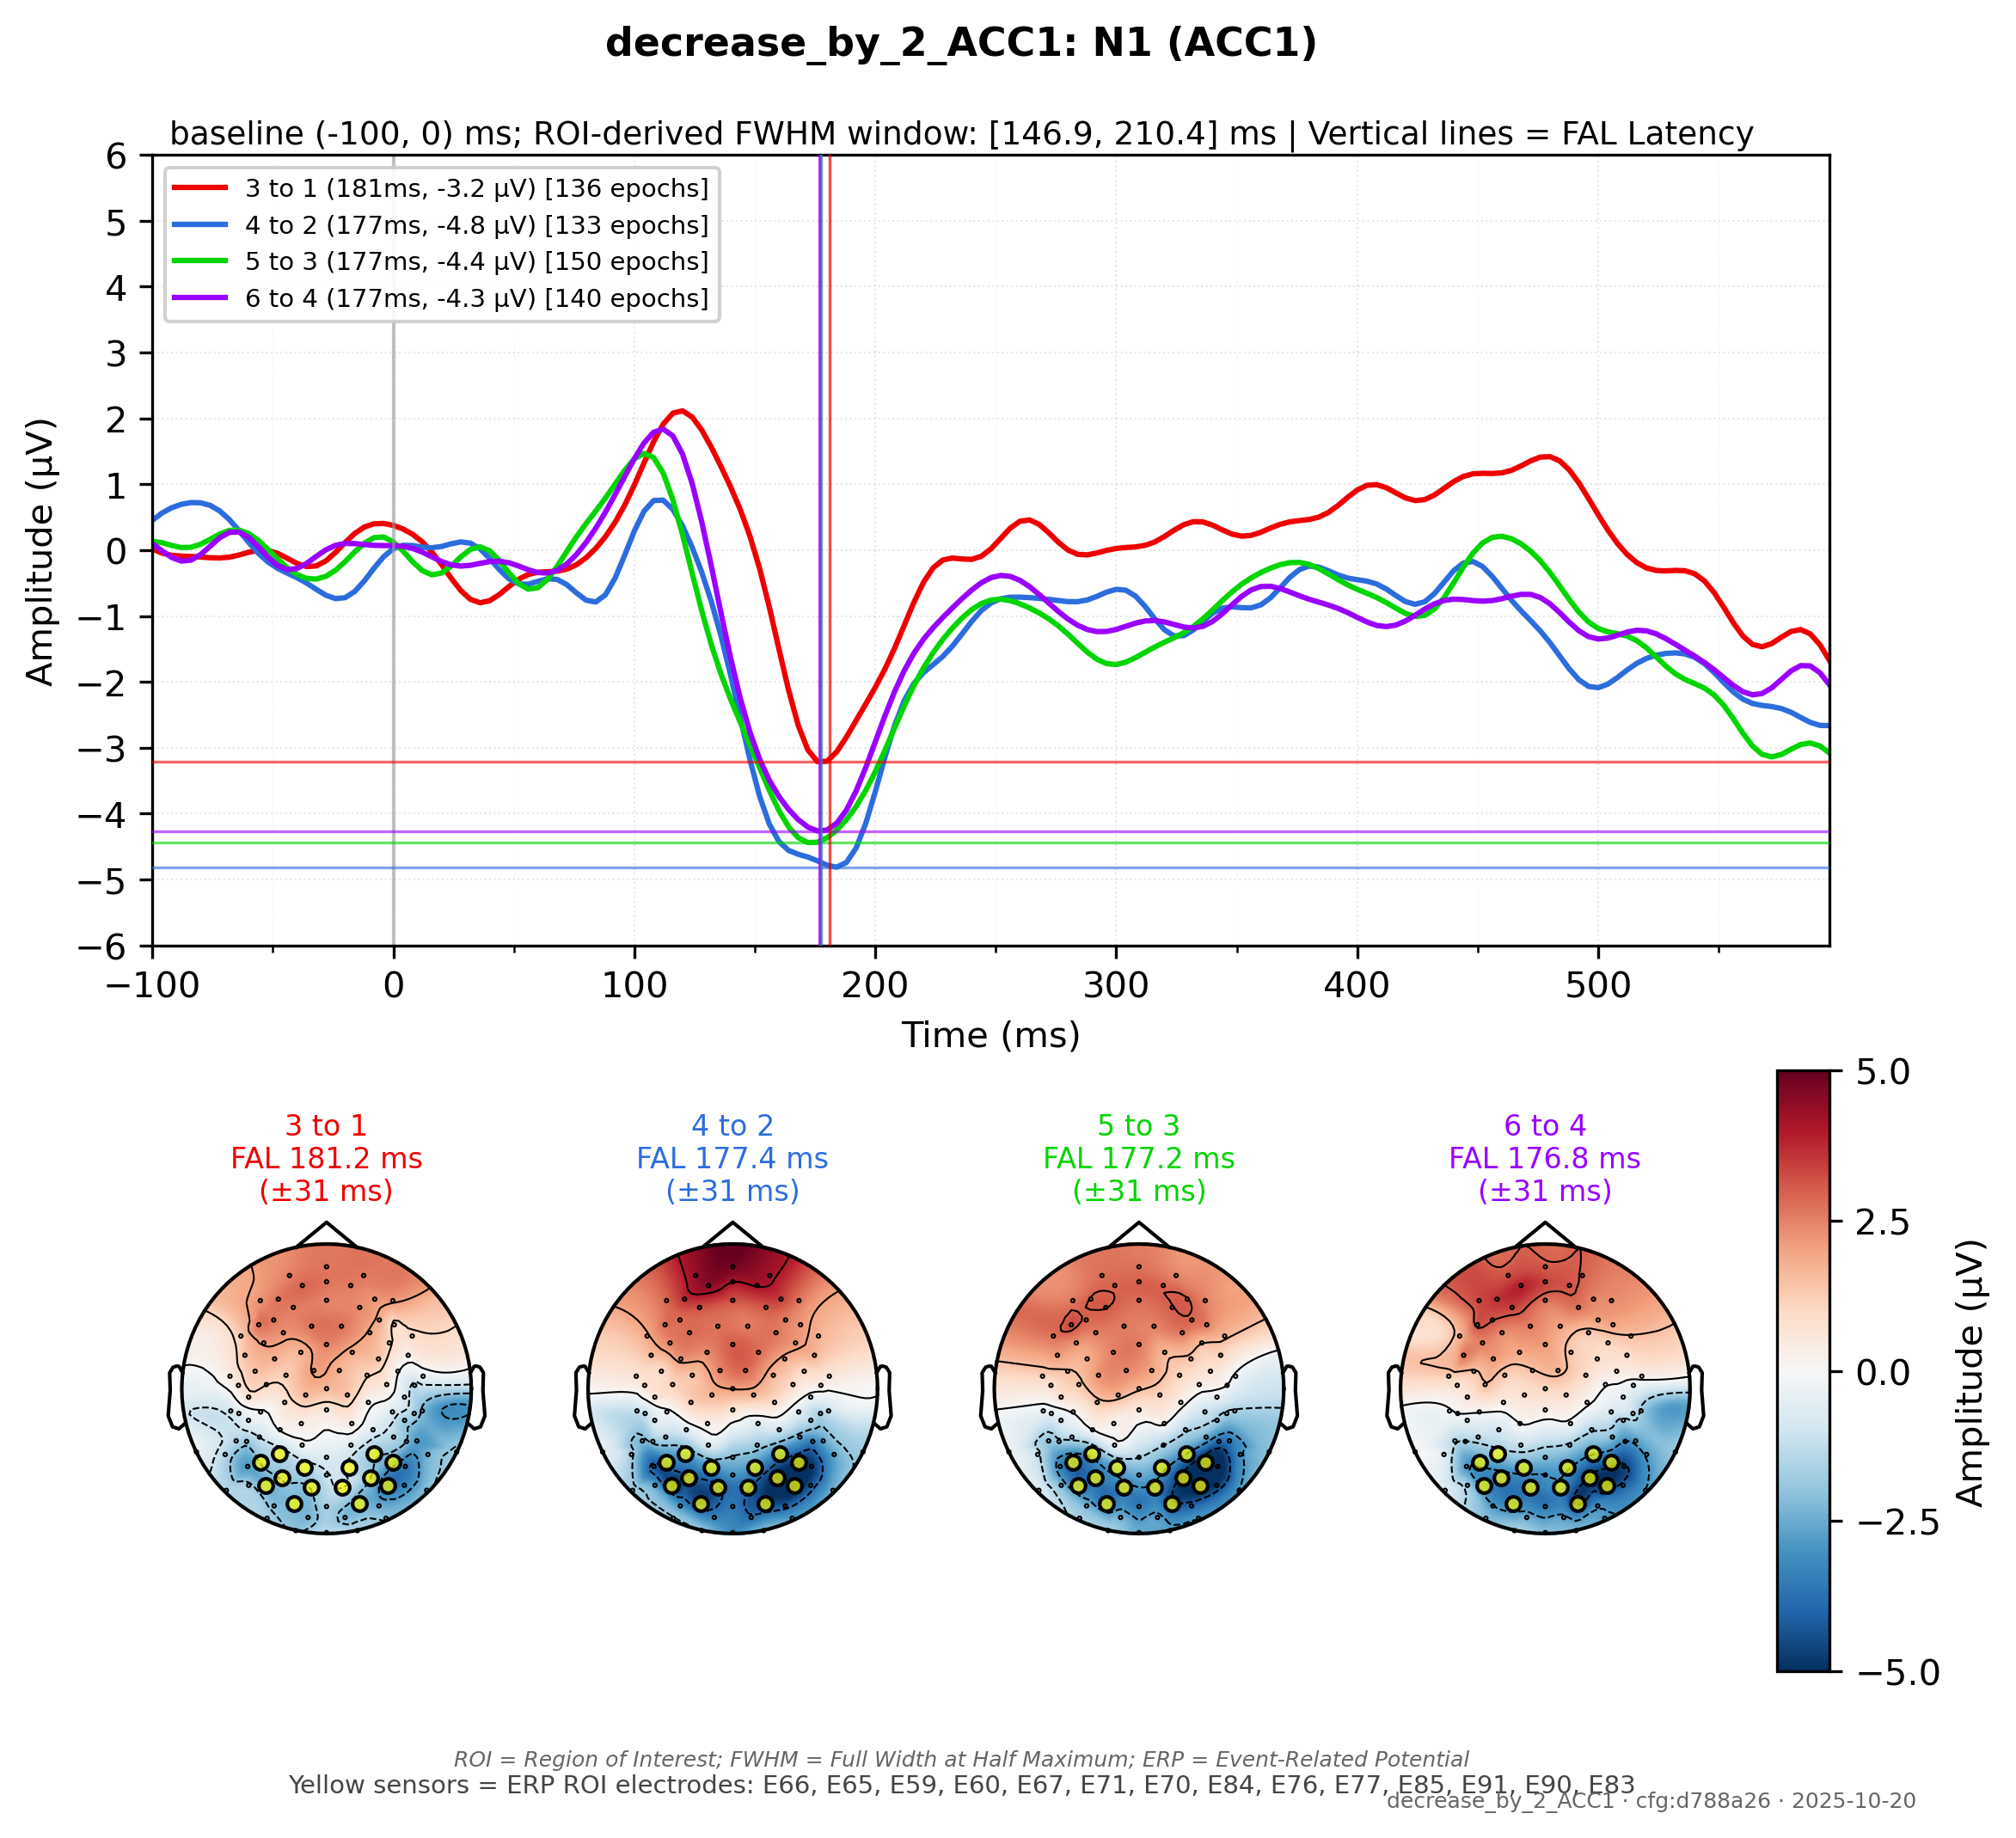 decrease_by_2_ACC1: N1 (ACC1)
baseline (-100, 0) ms; ROI-derived FWHM window: [146.9, 210.4] ms | Vertical lines = FAL Latency
3 to 1 (181ms, -3.2 µV) [136 epochs]
4 to 2 (177ms, -4.8 µV) [133 epochs]
5 to 3 (177ms, -4.4 µV) [150 epochs]
6 to 4 (177ms, -4.3 µV) [140 epochs]
Amplitude (µV)
6
5
4
3
2
1
0
−1
−2
−3
−4
−5
−6
−100 0 100 200 300 400 500
Time (ms)
3 to 1
FAL 181.2 ms
(±31 ms)
4 to 2
FAL 177.4 ms
(±31 ms)
5 to 3
FAL 177.2 ms
(±31 ms)
6 to 4
FAL 176.8 ms
(±31 ms)
5.0
2.5
0.0
−2.5
−5.0
Amplitude (µV)
ROI = Region of Interest; FWHM = Full Width at Half Maximum; ERP = Event-Related Potential
Yellow sensors = ERP ROI electrodes: E66, E65, E59, E60, E67, E71, E70, E84, E76, E77, E85, E91, E90, E83
decrease_by_2_ACC1 · cfg:d788a26 · 2025-10-20